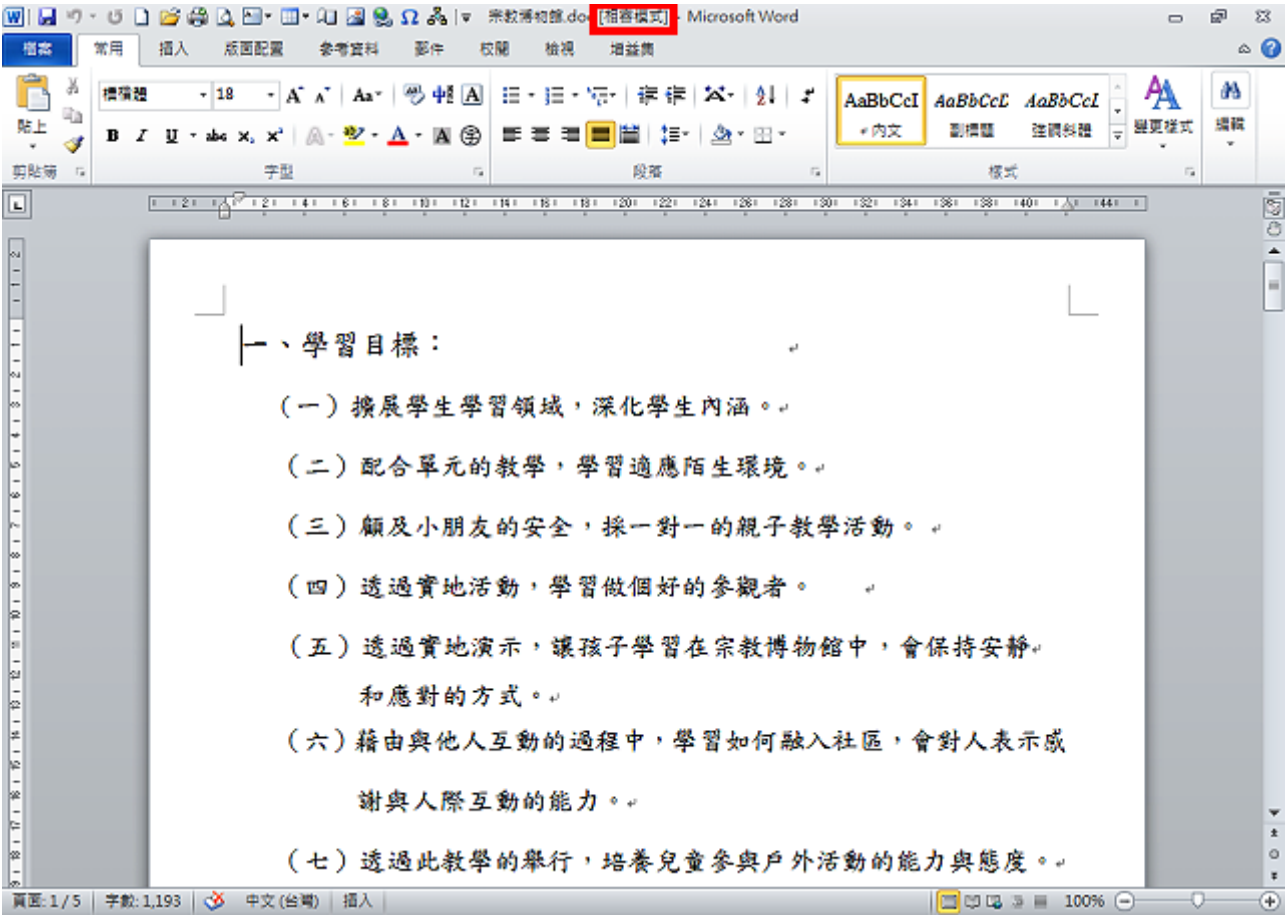 宗教博物館.doc [相容模式] - Microsoft Word
檔案 常用 插入 版面配置 參考資料 郵件 校閱 檢視 增益集
標楷體 18 Aa
B I U abc x₂ x²
貼上
AaBbCcI AaBbCcD AaBbCcI
內文 副標題 強調斜體
變更樣式 編輯
剪貼簿 字型 段落 樣式
一、學習目標：
（一）擴展學生學習領域，深化學生內涵。
（二）配合單元的教學，學習適應陌生環境。
（三）顧及小朋友的安全，採一對一的親子教學活動。
（四）透過實地活動，學習做個好的參觀者。
（五）透過實地演示，讓孩子學習在宗教博物館中，會保持安靜
和應對的方式。
（六）藉由與他人互動的過程中，學習如何融入社區，會對人表示感
謝與人際互動的能力。
（七）透過此教學的舉行，培養兒童參與戶外活動的能力與態度。
頁面: 1 / 5 字數: 1,193 中文 (台灣) 插入 100%